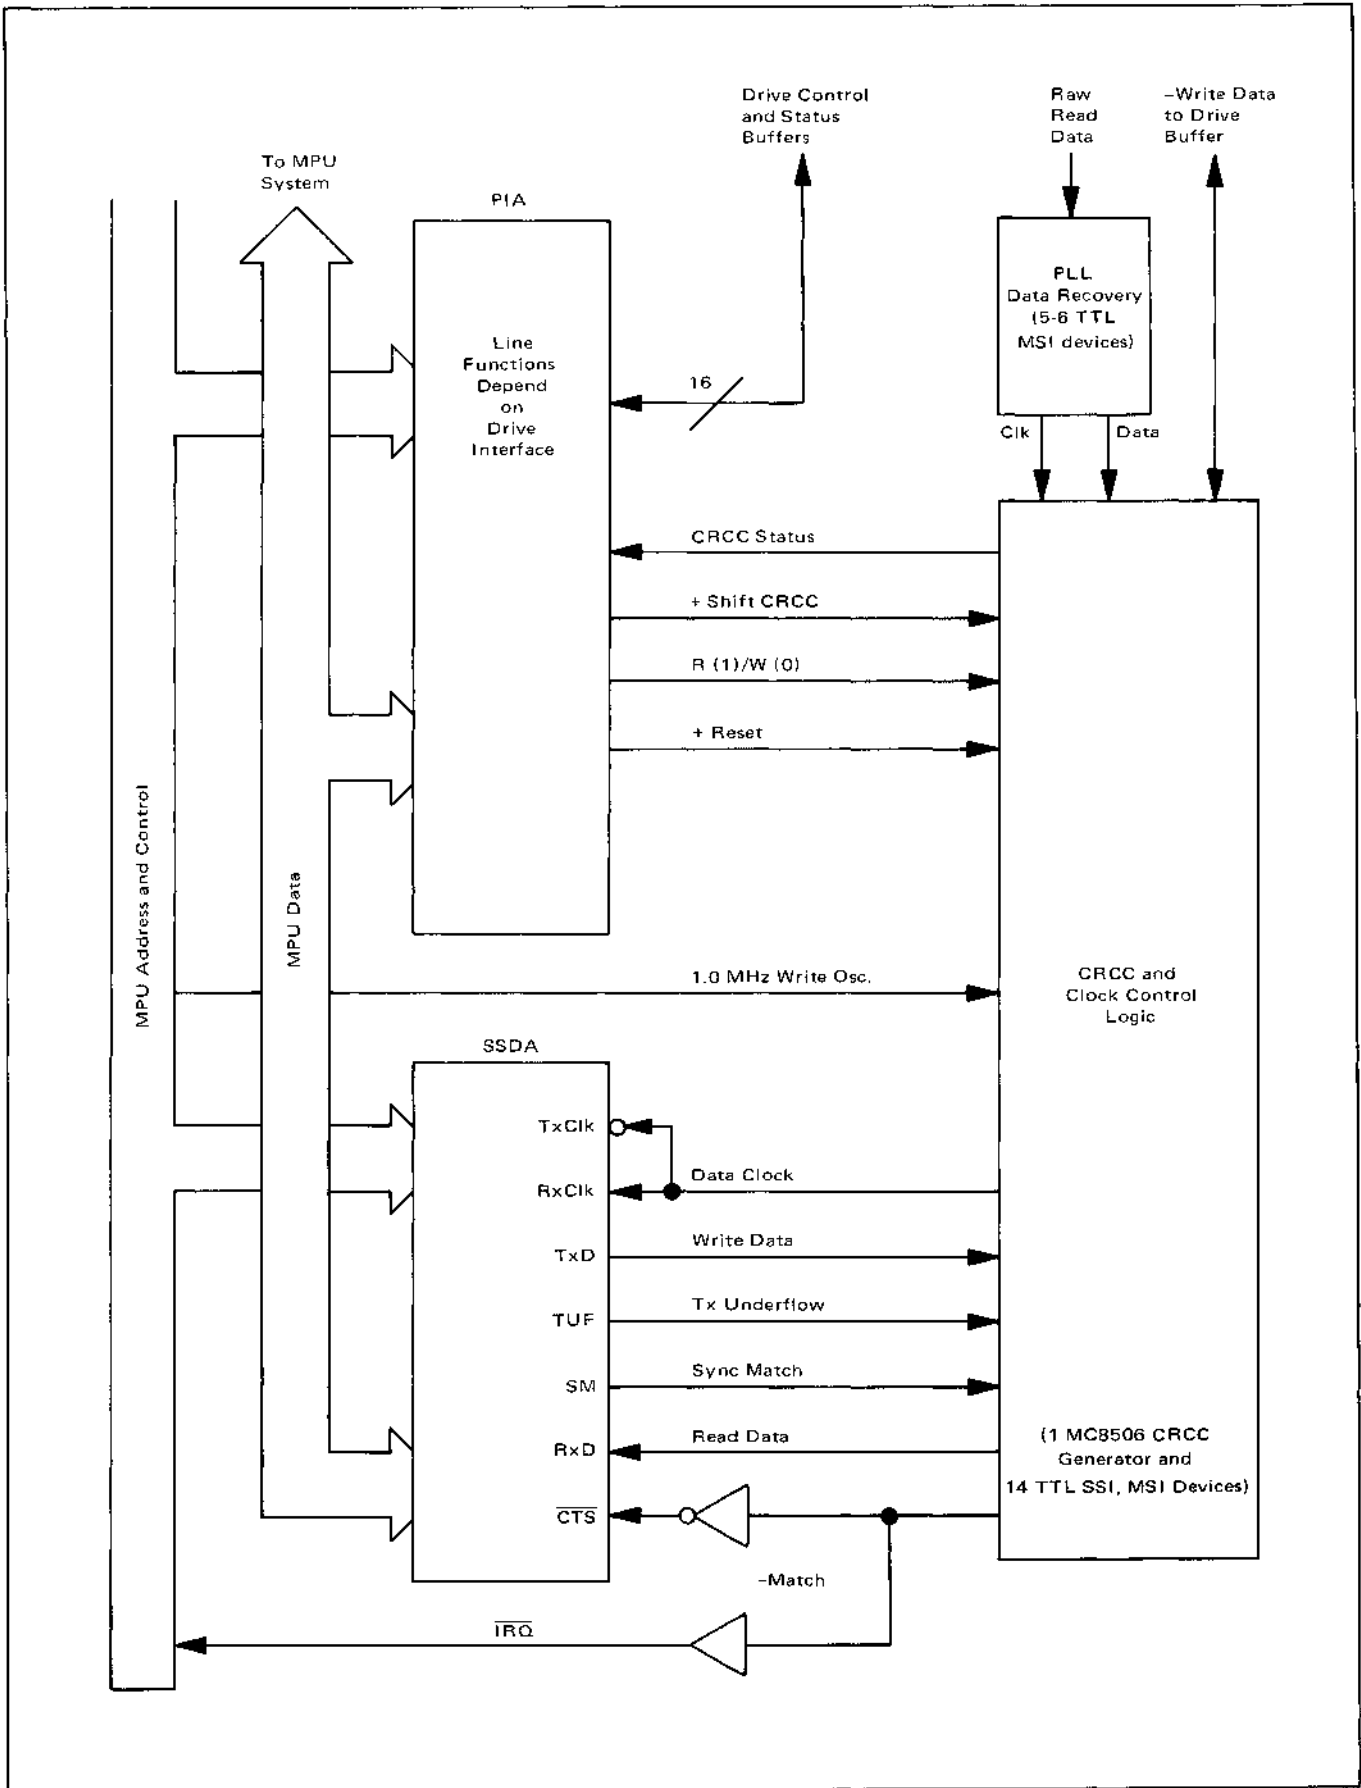 Drive Control
and Status
Buffers
Raw
Read
Data
–Write Data
to Drive
Buffer
To MPU
System
PIA
PLL
Data Recovery
(5-6 TTL
MSI devices)
Line
Functions
Depend
on
Drive
Interface
16
Clk
Data
CRCC Status
+ Shift CRCC
R (1)/W (0)
+ Reset
MPU Address and Control
MPU Data
1.0 MHz Write Osc.
CRCC and
Clock Control
Logic
SSDA
TxClk
RxClk
Data Clock
TxD
Write Data
TUF
Tx Underflow
SM
Sync Match
RxD
Read Data
(1 MC8506 CRCC
Generator and
14 TTL SSI, MSI Devices)
C̅T̅S̅
–Match
I̅R̅Q̅